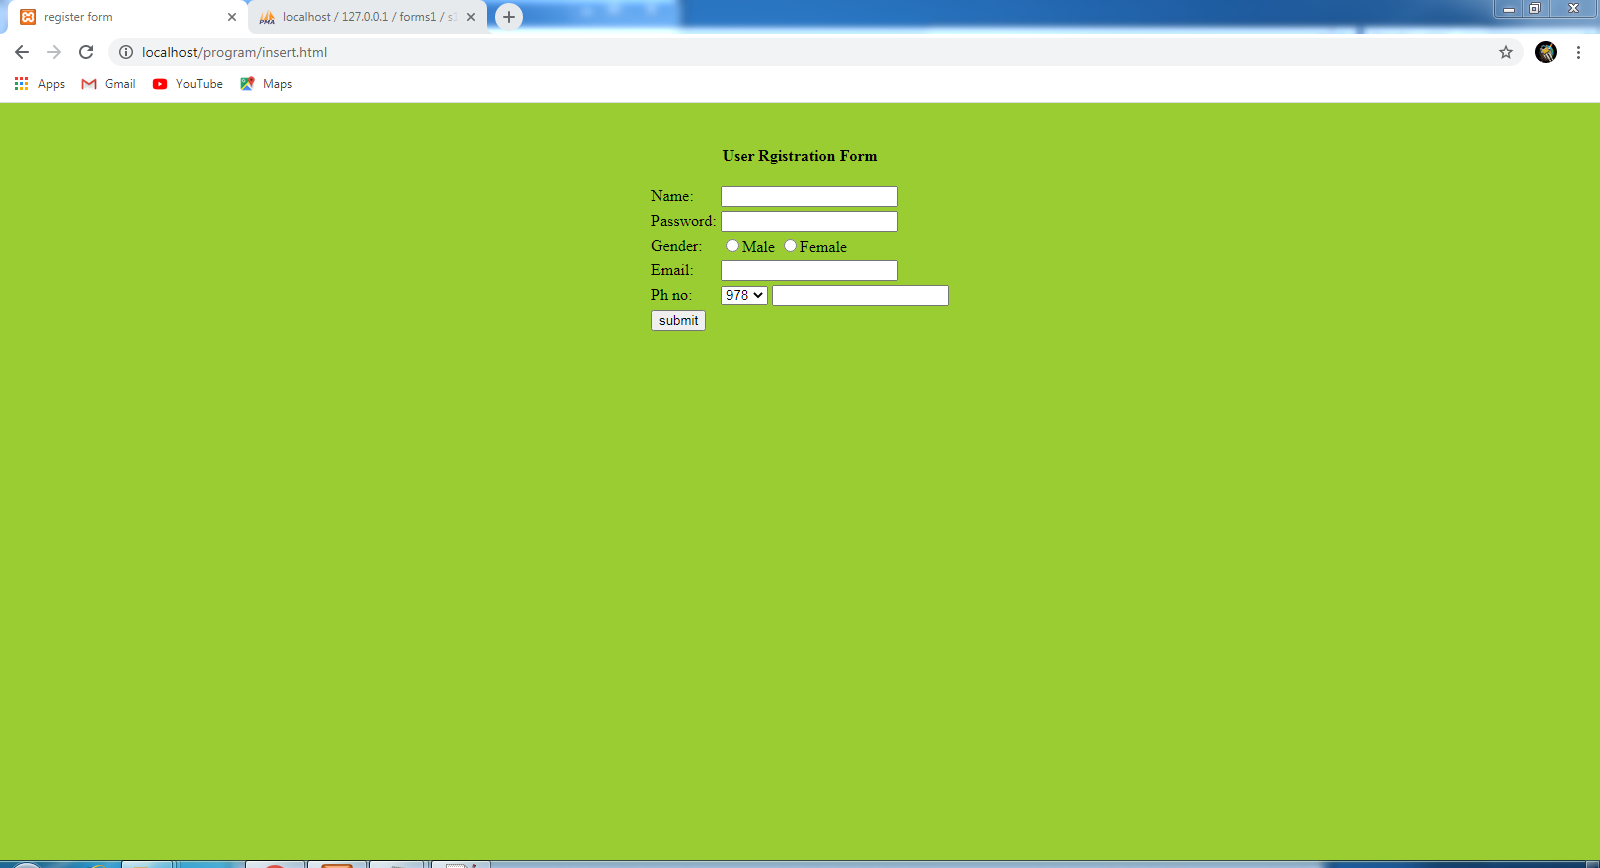 register form
localhost / 127.0.0.1 / forms1 / s1
localhost/program/insert.html
Apps Gmail YouTube Maps
User Rgistration Form
Name:
Password:
Gender: Male Female
Email:
Ph no: 978
submit